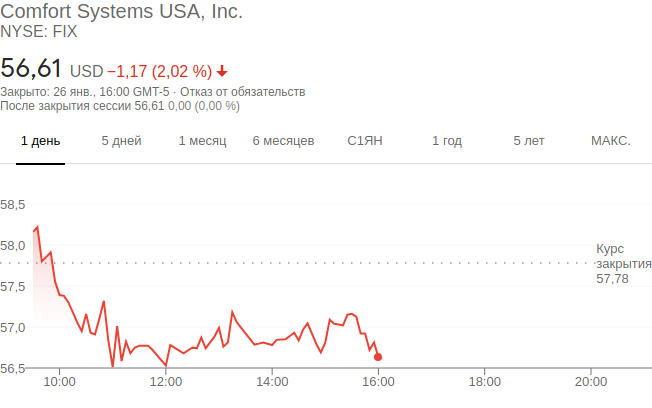 Comfort Systems USA, Inc.
NYSE: FIX
56,61 USD −1,17 (2,02 %)
Закрыто: 26 янв., 16:00 GMT-5 · Отказ от обязательств
После закрытия сессии 56,61 0,00 (0,00 %)
1 день 5 дней 1 месяц 6 месяцев С1ЯН 1 год 5 лет МАКС.
58,5
58,0
Курс
закрытия
57,78
57,5
57,0
56,5
10:00 12:00 14:00 16:00 18:00 20:00